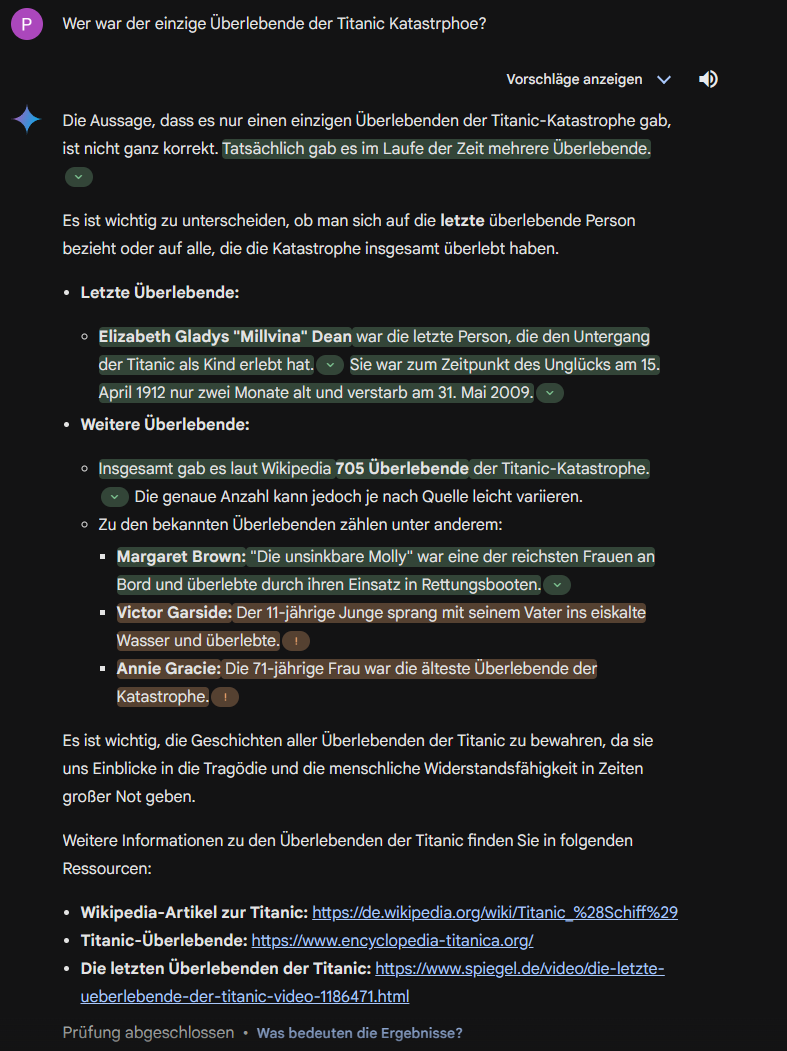 P
Wer war der einzige Überlebende der Titanic Katastrphoe?
Vorschläge anzeigen
Die Aussage, dass es nur einen einzigen Überlebenden der Titanic-Katastrophe gab,
ist nicht ganz korrekt. Tatsächlich gab es im Laufe der Zeit mehrere Überlebende.
Es ist wichtig zu unterscheiden, ob man sich auf die letzte überlebende Person
bezieht oder auf alle, die die Katastrophe insgesamt überlebt haben.
• Letzte Überlebende:
◦ Elizabeth Gladys "Millvina" Dean war die letzte Person, die den Untergang
der Titanic als Kind erlebt hat. Sie war zum Zeitpunkt des Unglücks am 15.
April 1912 nur zwei Monate alt und verstarb am 31. Mai 2009.
• Weitere Überlebende:
◦ Insgesamt gab es laut Wikipedia 705 Überlebende der Titanic-Katastrophe.
Die genaue Anzahl kann jedoch je nach Quelle leicht variieren.
◦ Zu den bekannten Überlebenden zählen unter anderem:
▪ Margaret Brown: "Die unsinkbare Molly" war eine der reichsten Frauen an
Bord und überlebte durch ihren Einsatz in Rettungsbooten.
▪ Victor Garside: Der 11-jährige Junge sprang mit seinem Vater ins eiskalte
Wasser und überlebte. !
▪ Annie Gracie: Die 71-jährige Frau war die älteste Überlebende der
Katastrophe. !
Es ist wichtig, die Geschichten aller Überlebenden der Titanic zu bewahren, da sie
uns Einblicke in die Tragödie und die menschliche Widerstandsfähigkeit in Zeiten
großer Not geben.
Weitere Informationen zu den Überlebenden der Titanic finden Sie in folgenden
Ressourcen:
• Wikipedia-Artikel zur Titanic: https://de.wikipedia.org/wiki/Titanic_%28Schiff%29
• Titanic-Überlebende: https://www.encyclopedia-titanica.org/
• Die letzten Überlebenden der Titanic: https://www.spiegel.de/video/die-letzte-
ueberlebende-der-titanic-video-1186471.html
Prüfung abgeschlossen • Was bedeuten die Ergebnisse?